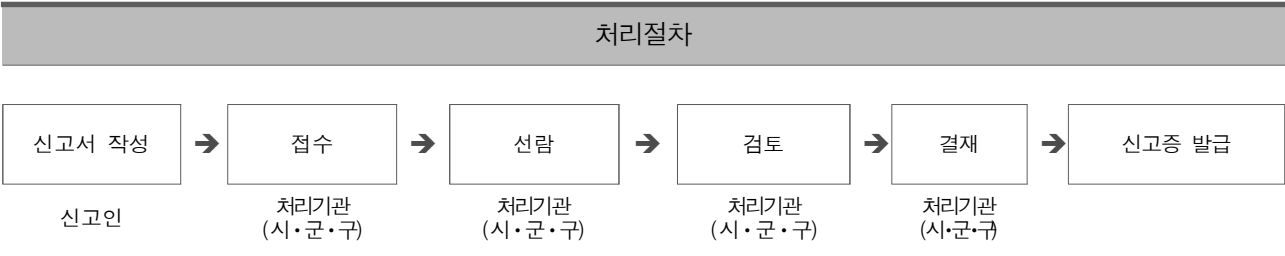 처리절차
신고서 작성 ➔ 접수 ➔ 선람 ➔ 검토 ➔ 결재 ➔ 신고증 발급
신고인 처리기관 처리기관 처리기관 처리기관
(시・군・구) (시・군・구) (시・군・구) (시・군・구)